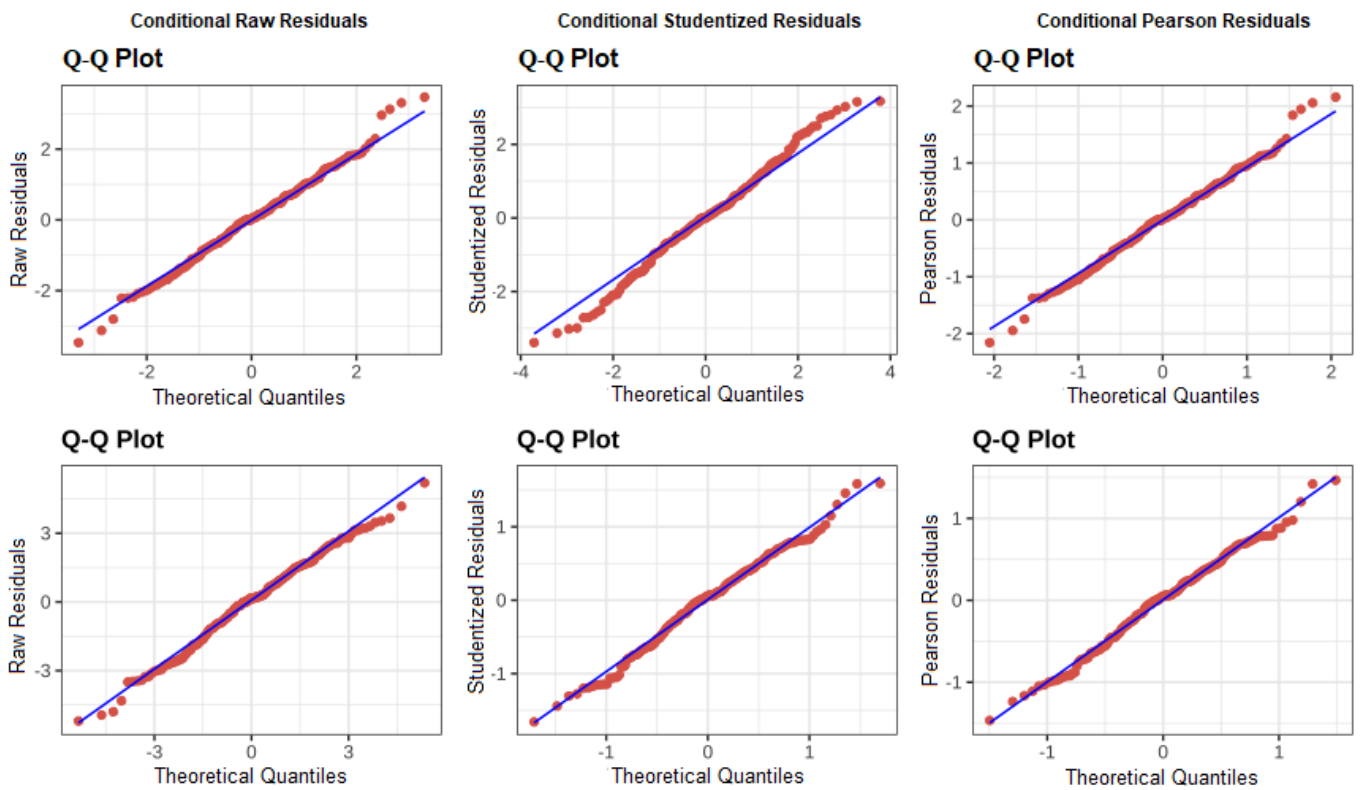 Conditional Raw Residuals
Conditional Studentized Residuals
Conditional Pearson Residuals
Q-Q Plot
Q-Q Plot
Q-Q Plot
Raw Residuals
2
0
-2
-2
0
2
Theoretical Quantiles
Studentized Residuals
2
0
-2
-4
-2
0
2
4
Theoretical Quantiles
Pearson Residuals
2
1
0
-1
-2
-2
-1
0
1
2
Theoretical Quantiles
Q-Q Plot
Q-Q Plot
Q-Q Plot
Raw Residuals
3
0
-3
-3
0
3
Theoretical Quantiles
Studentized Residuals
1
0
-1
-1
0
1
Theoretical Quantiles
Pearson Residuals
1
0
-1
-1
0
1
Theoretical Quantiles